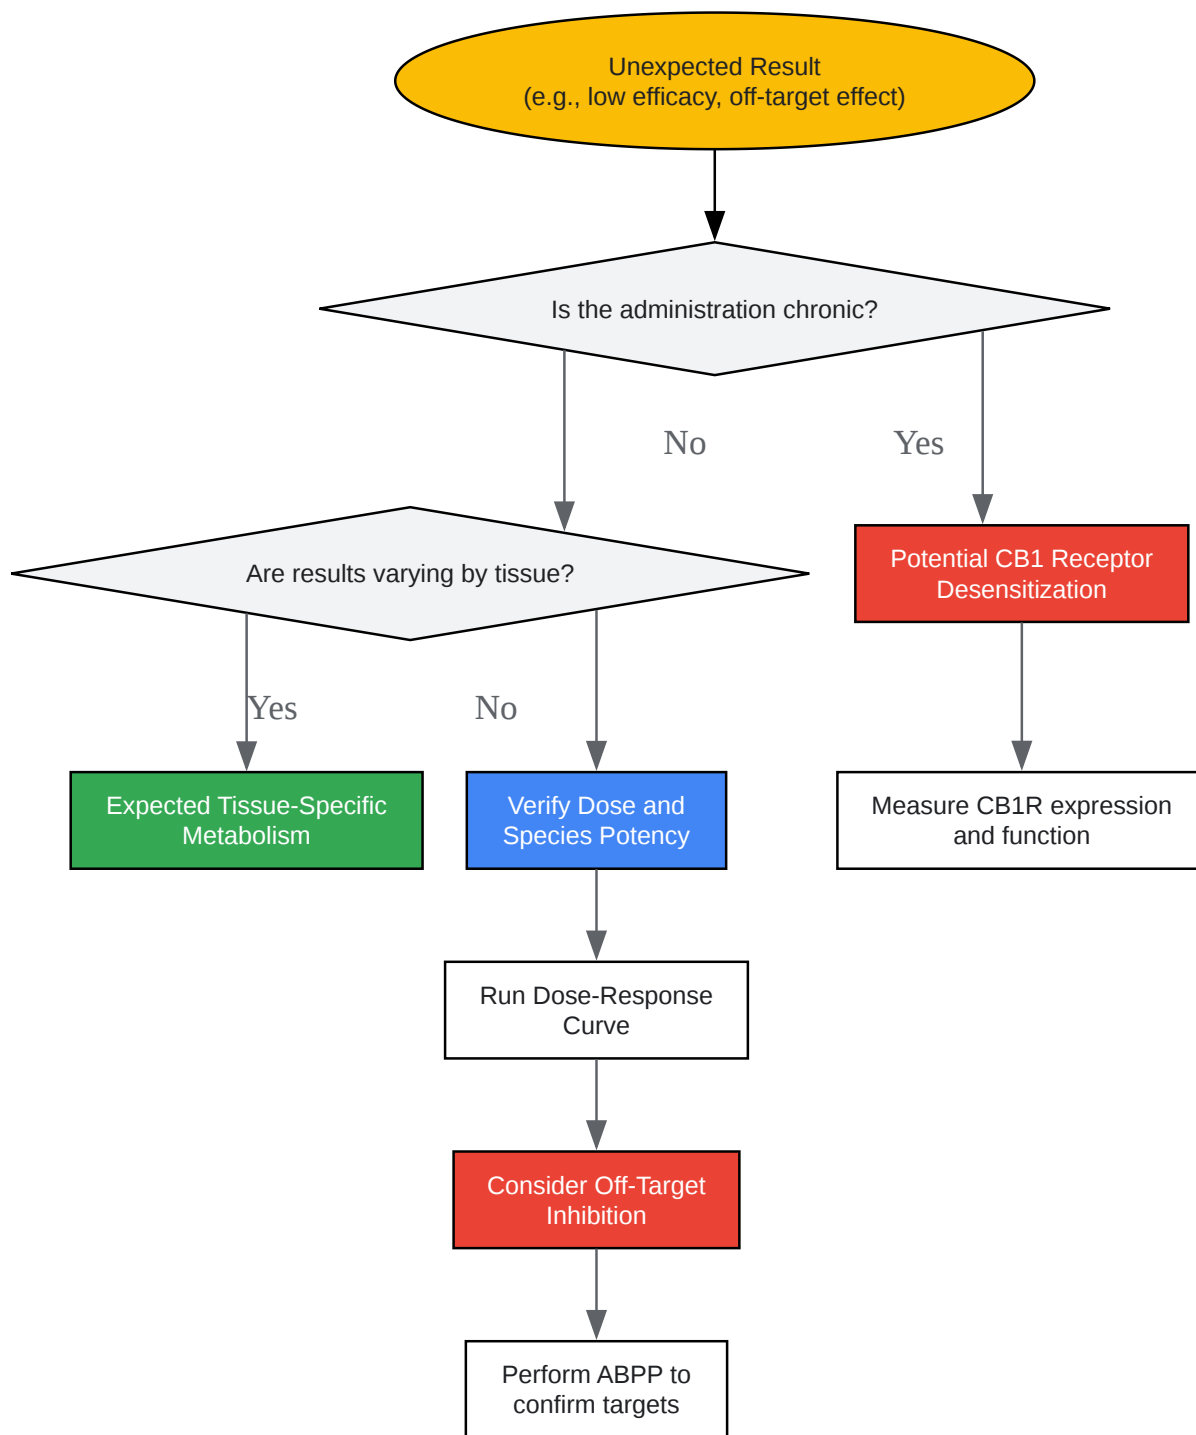 Unexpected Result
(e.g., low efficacy, off-target effect)
Is the administration chronic?
No
Yes
Are results varying by tissue?
Potential CB1 Receptor
Desensitization
Yes
No
Expected Tissue-Specific
Metabolism
Verify Dose and
Species Potency
Measure CB1R expression
and function
Run Dose-Response
Curve
Consider Off-Target
Inhibition
Perform ABPP to
confirm targets